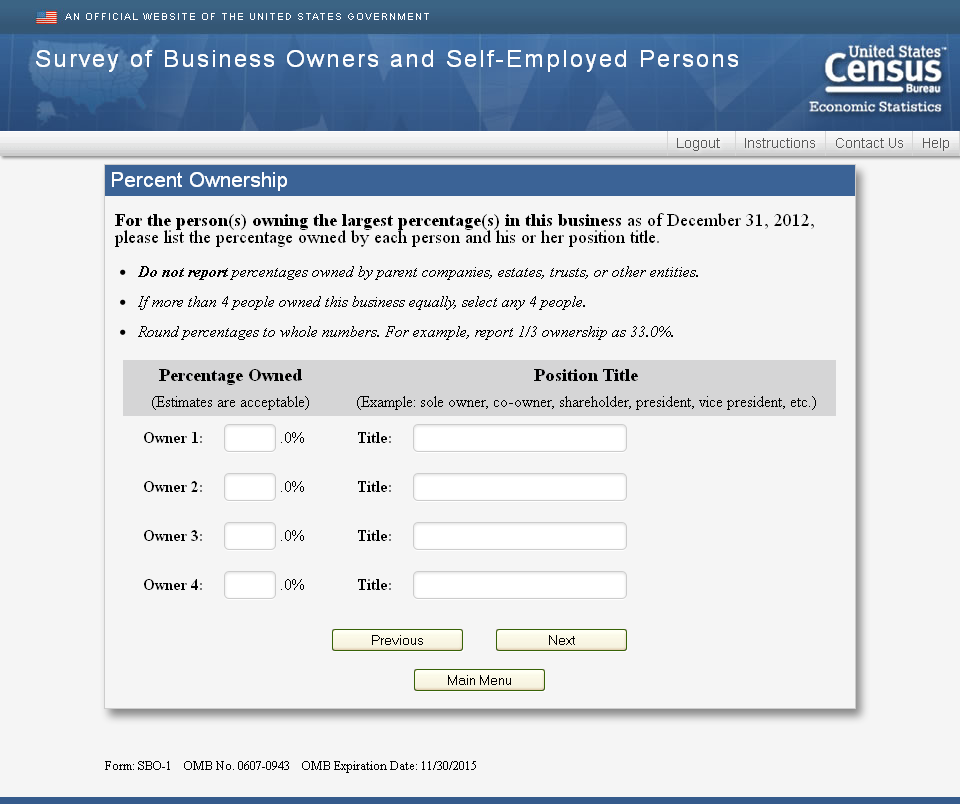 AN OFFICIAL WEBSITE OF THE UNITED STATES GOVERNMENT
Survey of Business Owners and Self-Employed Persons
United States™
Census
Bureau
Economic Statistics
Logout Instructions Contact Us Help
Percent Ownership
For the person(s) owning the largest percentage(s) in this business as of December 31, 2012,
please list the percentage owned by each person and his or her position title.
• Do not report percentages owned by parent companies, estates, trusts, or other entities.
• If more than 4 people owned this business equally, select any 4 people.
• Round percentages to whole numbers. For example, report 1/3 ownership as 33.0%.
Percentage Owned Position Title
(Estimates are acceptable) (Example: sole owner, co-owner, shareholder, president, vice president, etc.)
Owner 1: .0% Title:
Owner 2: .0% Title:
Owner 3: .0% Title:
Owner 4: .0% Title:
Previous Next
Main Menu
Form: SBO-1 OMB No. 0607-0943 OMB Expiration Date: 11/30/2015